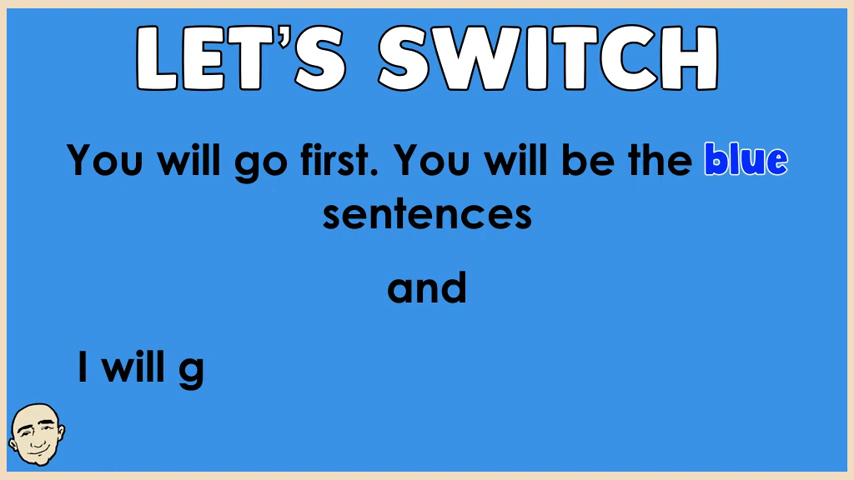 LET'S SWITCH
You will go first. You will be the blue
sentences
and
I will g